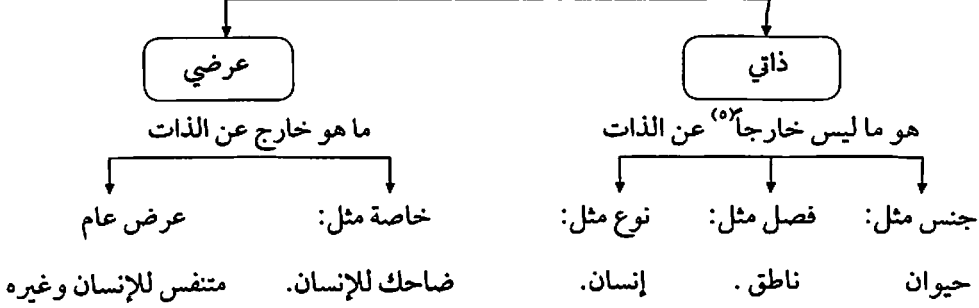 ذاتي عرضي
هو ما ليس خارجاً(٥) عن الذات ما هو خارج عن الذات
جنس مثل: فصل مثل: نوع مثل: خاصة مثل: عرض عام
حيوان ناطق . إنسان. ضاحك للإنسان. متنفس للإنسان وغيره